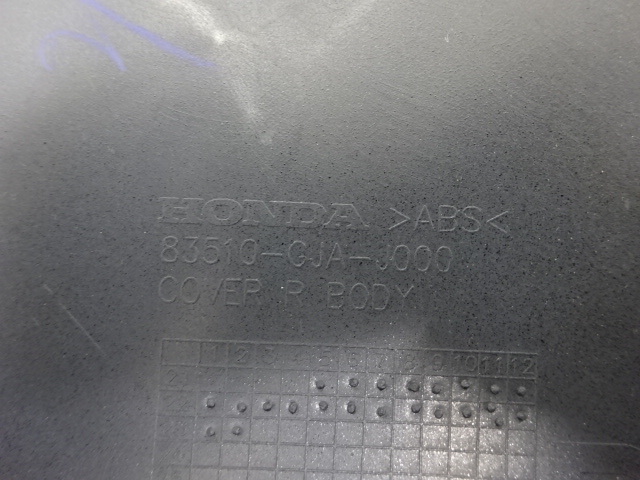 HONDA >ABS<
83510-GJA-J000
COVER R BODY
1 2 3 4 5 6 7 8 9 10 11 12